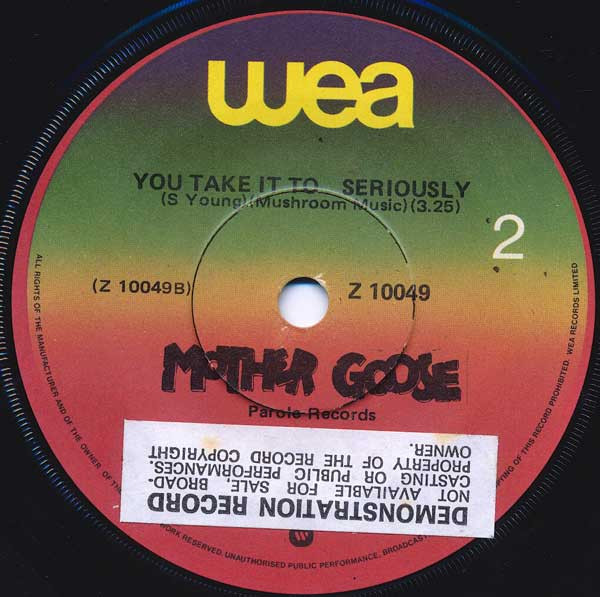 wea
YOU TAKE IT TO SERIOUSLY
(S Young) (Mushroom Music) (3.25)
2
(Z 10049B)
Z 10049
MOTHER GOOSE
Parole Records
DEMONSTRATION RECORD
NOT AVAILABLE FOR SALE. BROAD-
CASTING OR PUBLIC PERFORMANCES.
PROPERTY OF THE RECORD COPYRIGHT
OWNER.
ALL RIGHTS OF THE MANUFACTURER AND OF THE OWNER OF THE
WORK RESERVED. UNAUTHORISED PUBLIC PERFORMANCE, BROADCAST
OF THIS RECORD PROHIBITED. WEA RECORDS LIMITED